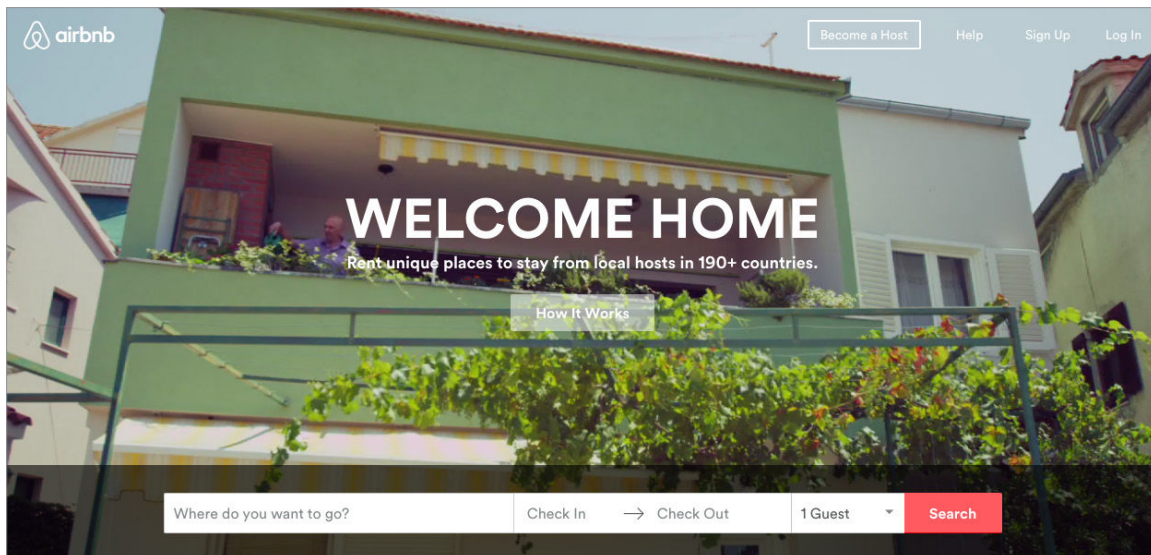 airbnb
Become a Host Help Sign Up Log In
WELCOME HOME
Rent unique places to stay from local hosts in 190+ countries.
How It Works
Where do you want to go? Check In → Check Out 1 Guest Search